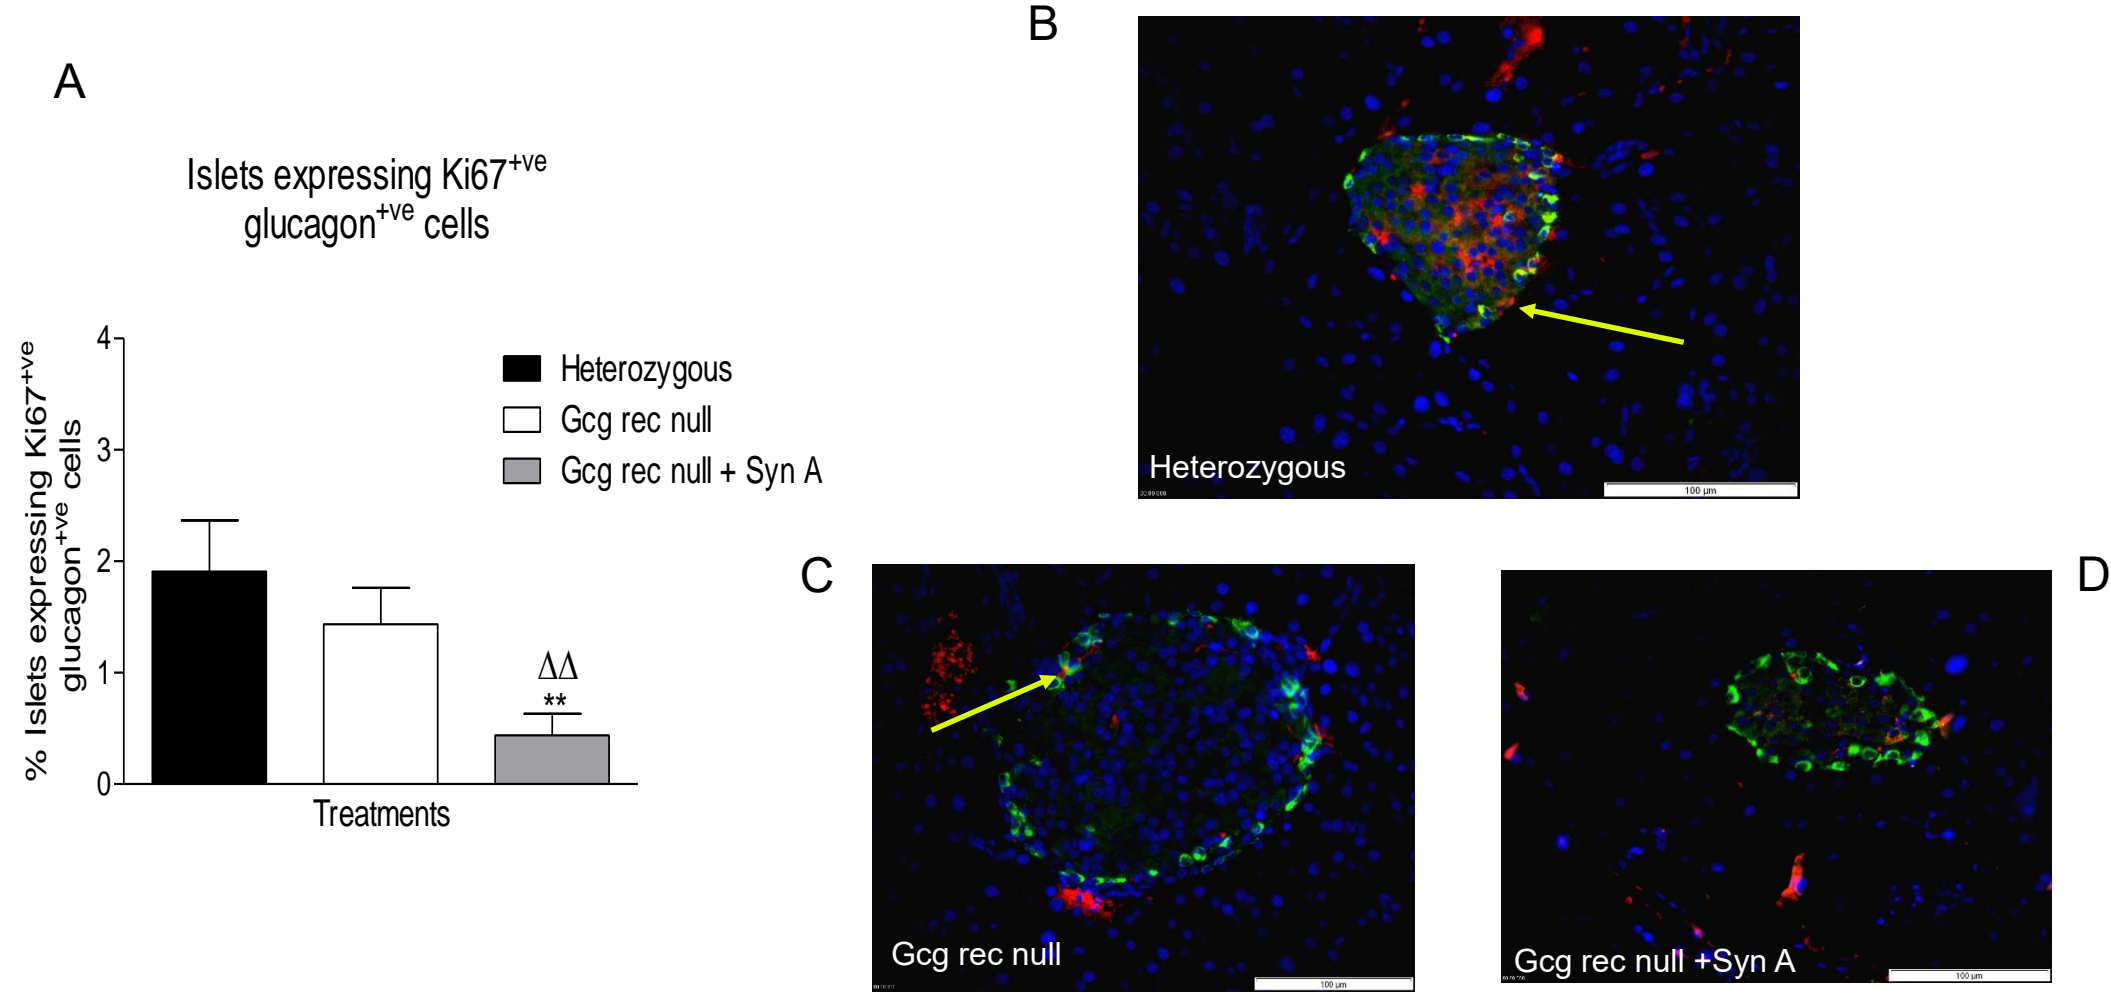 A
Islets expressing Ki67+ve
glucagon+ve cells
% Islets expressing Ki67+ve
glucagon+ve cells
4
3
2
1
0
ΔΔ
**
Treatments
Heterozygous
Gcg rec null
Gcg rec null + Syn A
B
Heterozygous
100 µm
C
Gcg rec null
100 µm
D
Gcg rec null +Syn A
100 µm